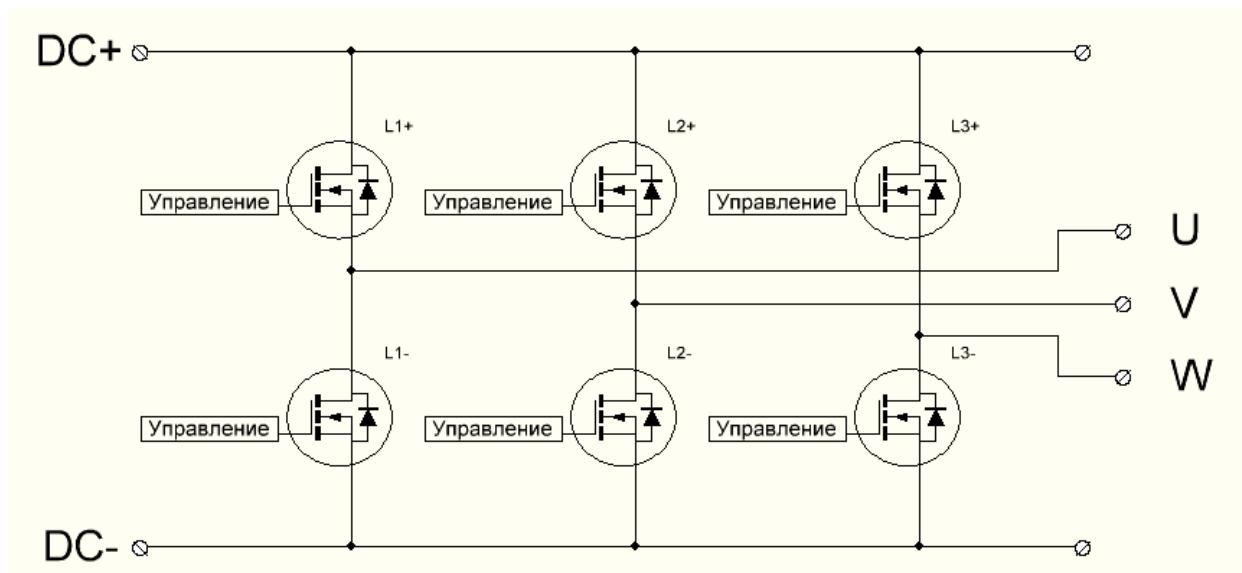 DC+
L1+
L2+
L3+
Управление
Управление
Управление
U
V
L1-
L2-
L3-
W
Управление
Управление
Управление
DC-